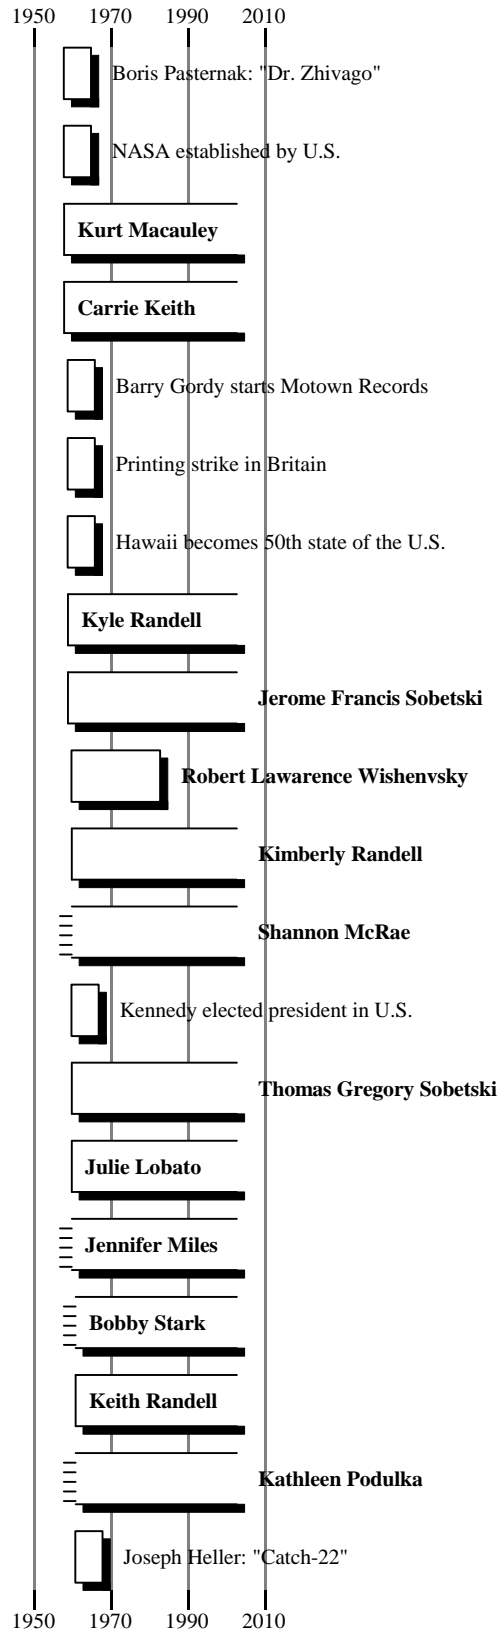 1950 1970 1990 2010
Boris Pasternak: "Dr. Zhivago"
NASA established by U.S.
Kurt Macauley
Carrie Keith
Barry Gordy starts Motown Records
Printing strike in Britain
Hawaii becomes 50th state of the U.S.
Kyle Randell
Jerome Francis Sobetski
Robert Lawarence Wishenvsky
Kimberly Randell
Shannon McRae
Kennedy elected president in U.S.
Thomas Gregory Sobetski
Julie Lobato
Jennifer Miles
Bobby Stark
Keith Randell
Kathleen Podulka
Joseph Heller: "Catch-22"
1950 1970 1990 2010